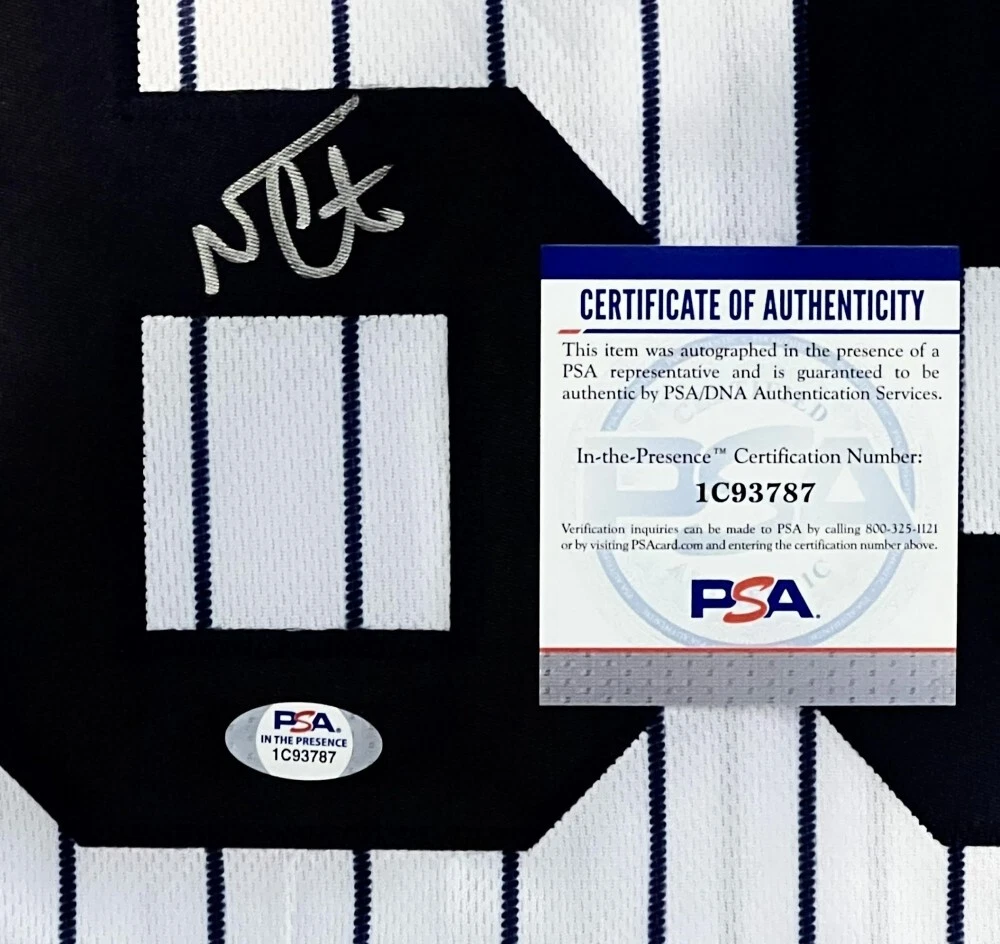 CERTIFICATE OF AUTHENTICITY
This item was autographed in the presence of a
PSA representative and is guaranteed to be
authentic by PSA/DNA Authentication Services.
In-the-Presence™ Certification Number:
1C93787
Verification inquiries can be made to PSA by calling 800-325-1121
or by visiting PSAcard.com and entering the certification number above.
PSA
PSA
IN THE PRESENCE
1C93787